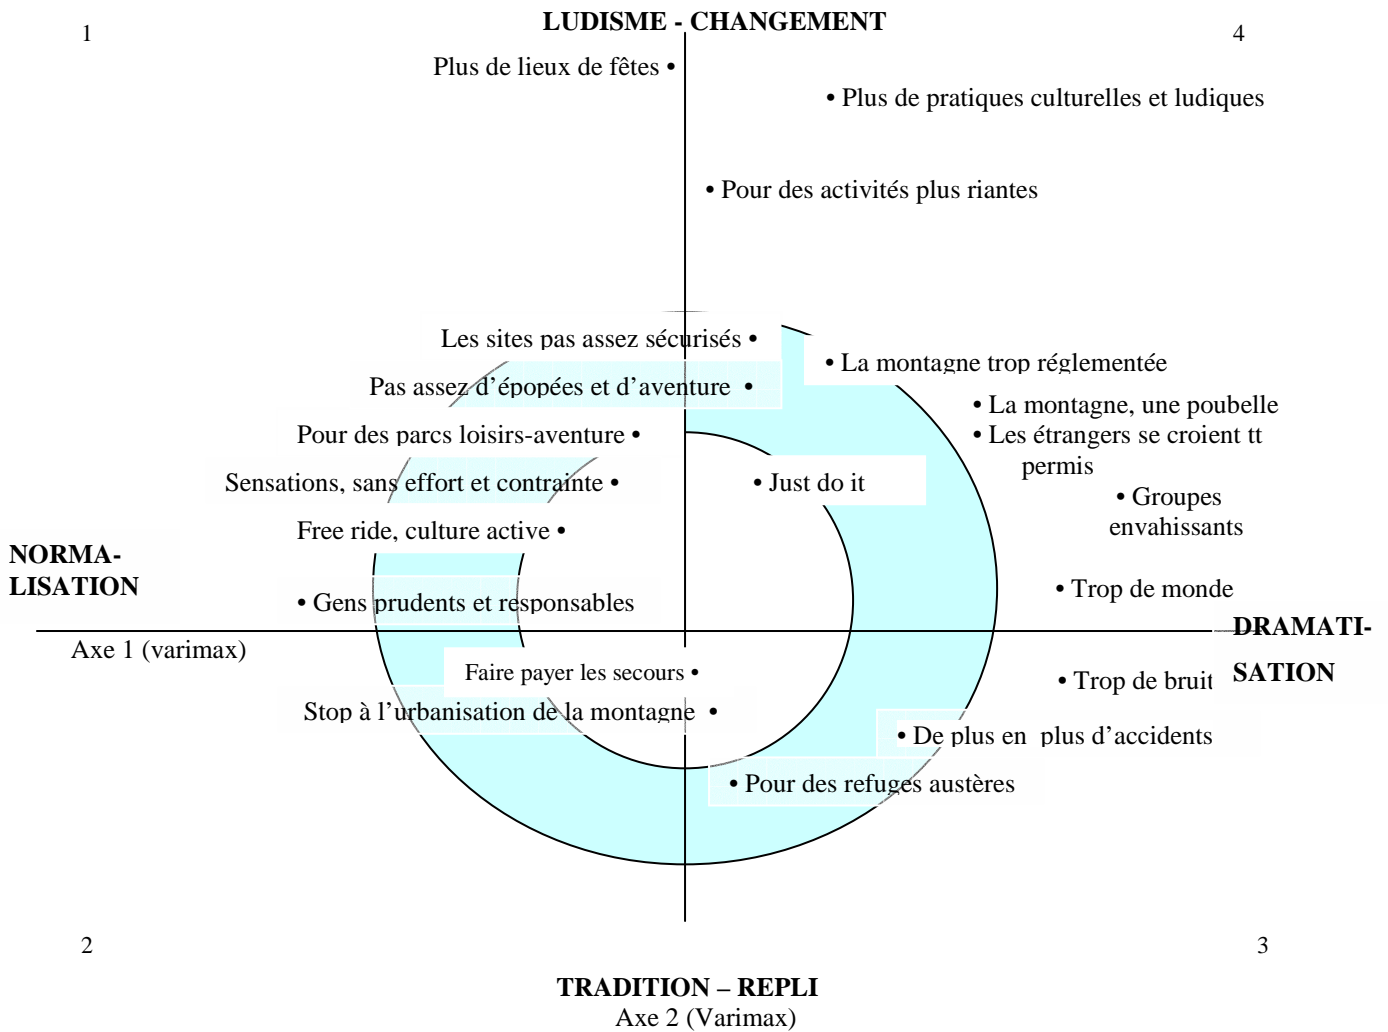 LUDISME - CHANGEMENT
1
4
Plus de lieux de fêtes •
• Plus de pratiques culturelles et ludiques
• Pour des activités plus riantes
Les sites pas assez sécurisés •
• La montagne trop réglementée
Pas assez d'épopées et d'aventure •
• La montagne, une poubelle
Pour des parcs loisirs-aventure •
• Les étrangers se croient tt
permis
Sensations, sans effort et contrainte •
• Just do it
• Groupes
envahissants
Free ride, culture active •
NORMA-
LISATION
• Trop de monde
• Gens prudents et responsables
DRAMATI-
SATION
Axe 1 (varimax)
Faire payer les secours •
• Trop de bruit
Stop à l'urbanisation de la montagne •
• De plus en plus d'accidents
• Pour des refuges austères
2
3
TRADITION – REPLI
Axe 2 (Varimax)